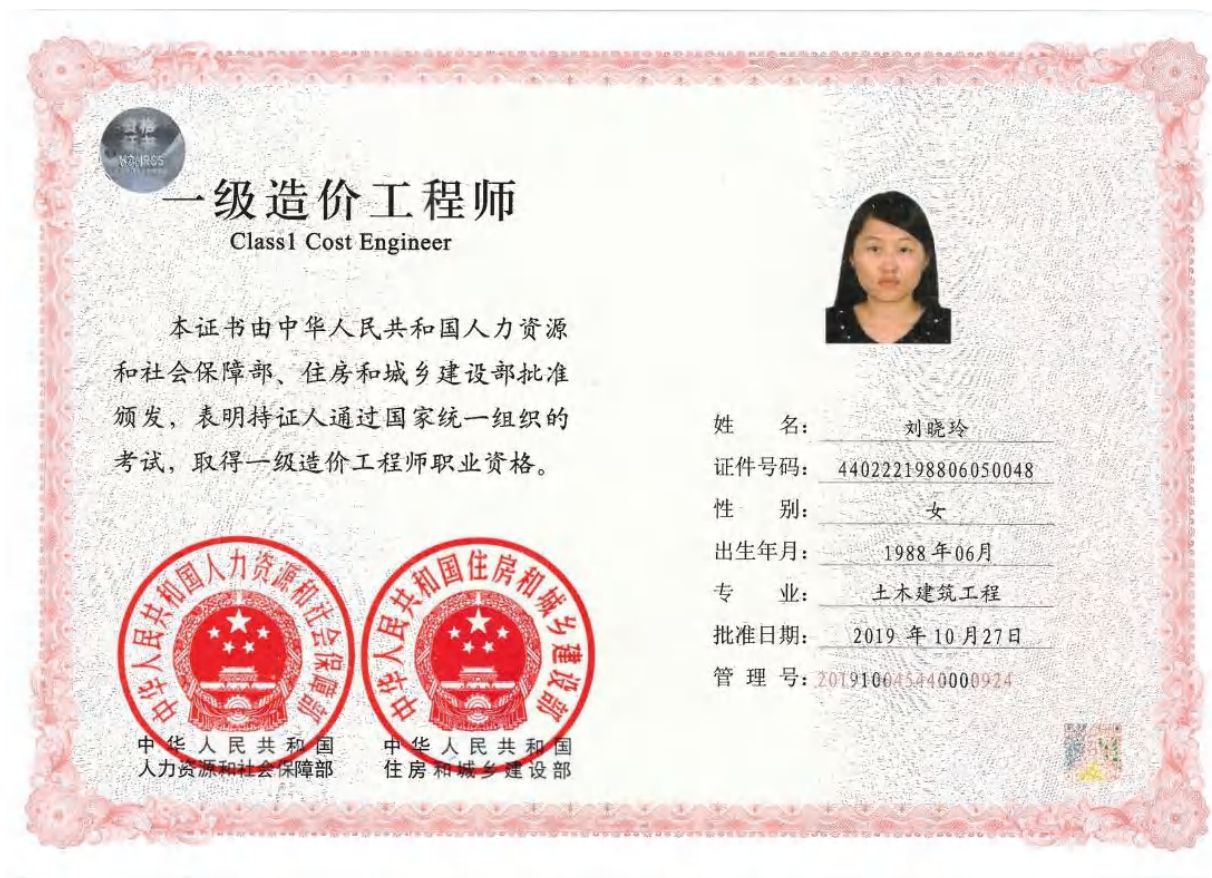 资格
证书
一级造价工程师
Class1 Cost Engineer
本证书由中华人民共和国人力资源
和社会保障部、住房和城乡建设部批准
颁发，表明持证人通过国家统一组织的
考试，取得一级造价工程师职业资格。
中华人民共和国人力资源和社会保障部
中华人民共和国住房和城乡建设部
中华人民共和国
人力资源和社会保障部
中华人民共和国
住房和城乡建设部
姓 名：刘晓玲
证件号码：440222198806050048
性 别：女
出生年月：1988年06月
专 业：土木建筑工程
批准日期：2019年10月27日
管 理 号：201910045440000924